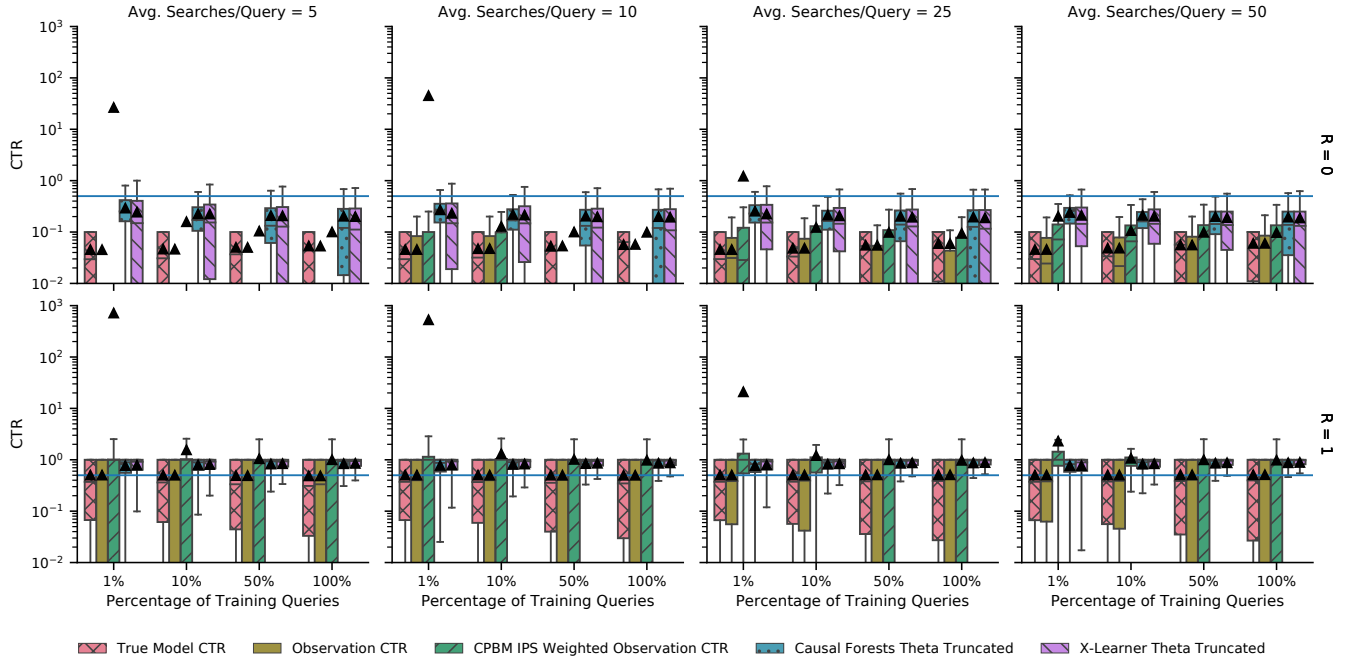 Avg. Searches/Query = 5 Avg. Searches/Query = 10 Avg. Searches/Query = 25 Avg. Searches/Query = 50
10³
10²
10¹
10⁰
10⁻¹
10⁻²
CTR
R = 0
10³
10²
10¹
10⁰
10⁻¹
10⁻²
CTR
R = 1
1% 10% 50% 100% 1% 10% 50% 100% 1% 10% 50% 100% 1% 10% 50% 100%
Percentage of Training Queries Percentage of Training Queries Percentage of Training Queries Percentage of Training Queries
True Model CTR Observation CTR CPBM IPS Weighted Observation CTR Causal Forests Theta Truncated X-Learner Theta Truncated